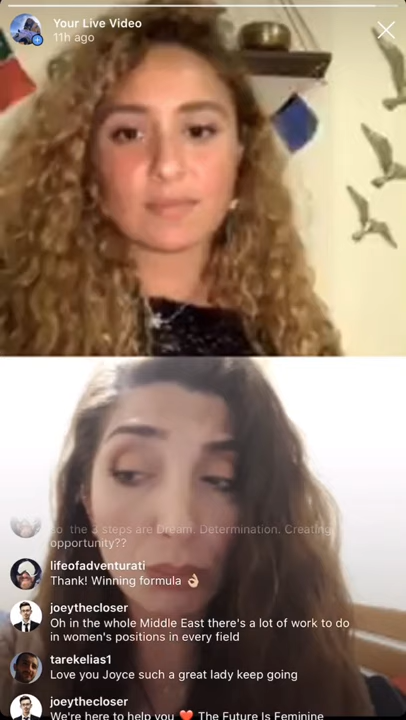 Your Live Video
11h ago
the 3 steps are Dream. Determination. Creating
opportunity??
lifeofadventurati
Thank! Winning formula 👌🏼
joeythecloser
Oh in the whole Middle East there's a lot of work to do
in women's positions in every field
tarekelias1
Love you Joyce such a great lady keep going
joeythecloser
We're here to help you ❤️ The Future Is Feminine